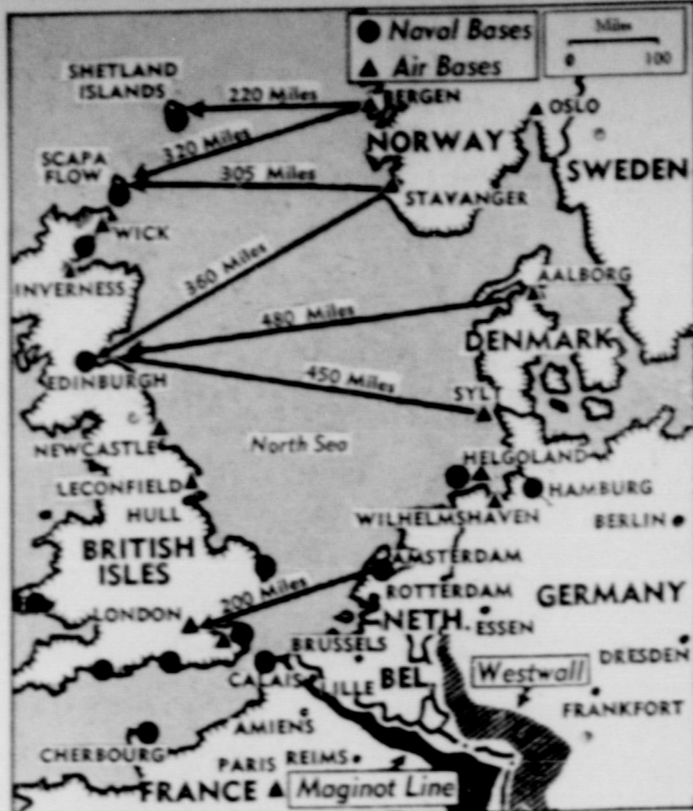 Naval Bases
Air Bases
Miles
0 100
SHETLAND
ISLANDS
220 Miles
BERGEN
OSLO
320 Miles
NORWAY
SCAPA
FLOW
305 Miles
SWEDEN
STAVANGER
WICK
360 Miles
INVERNESS
AALBORG
480 Miles
DENMARK
EDINBURGH
450 Miles
SYLT
NEWCASTLE
North Sea
HELGOLAND
LECONFIELD
HAMBURG
HULL
WILHELMSHAVEN
BERLIN
BRITISH
ISLES
AMSTERDAM
200 Miles
ROTTERDAM
GERMANY
LONDON
NETH.
ESSEN
BRUSSELS
DRESDEN
CALAIS
LILLE
BEL.
Westwall
FRANKFORT
AMIENS
CHERBOURG
PARIS
REIMS
FRANCE
Maginot Line